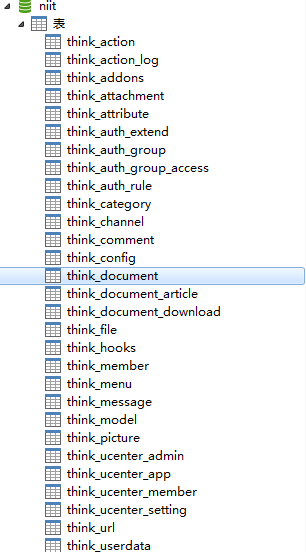 niit
表
think_action
think_action_log
think_addons
think_attachment
think_attribute
think_auth_extend
think_auth_group
think_auth_group_access
think_auth_rule
think_category
think_channel
think_comment
think_config
think_document
think_document_article
think_document_download
think_file
think_hooks
think_member
think_menu
think_message
think_model
think_picture
think_ucenter_admin
think_ucenter_app
think_ucenter_member
think_ucenter_setting
think_url
think_userdata